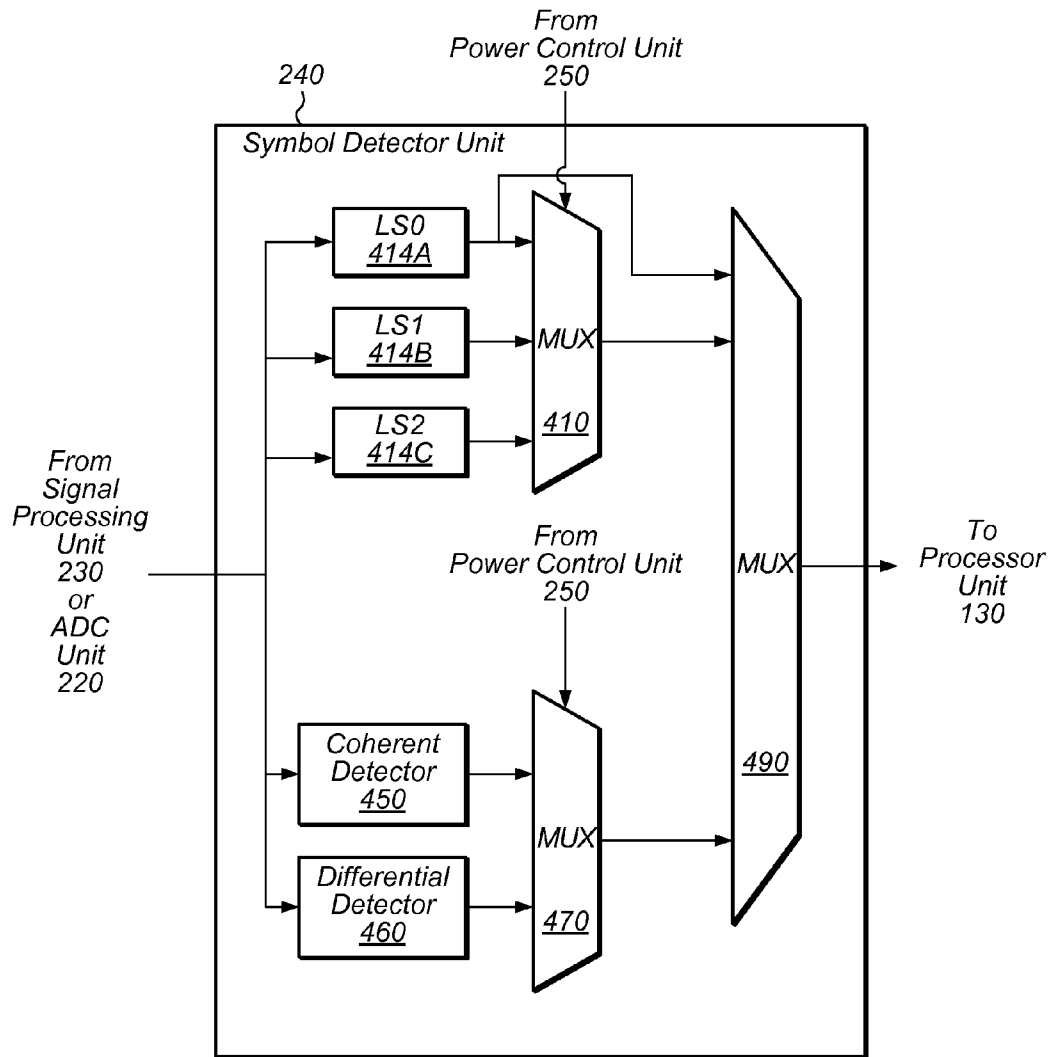 From
Power Control Unit
250
240
Symbol Detector Unit
LS0
414A
LS1
414B
MUX
LS2
414C
410
From
Signal
Processing
Unit
230
or
ADC
Unit
220
From
Power Control Unit
250
MUX
To
Processor
Unit
130
Coherent
Detector
450
490
MUX
Differential
Detector
460
470